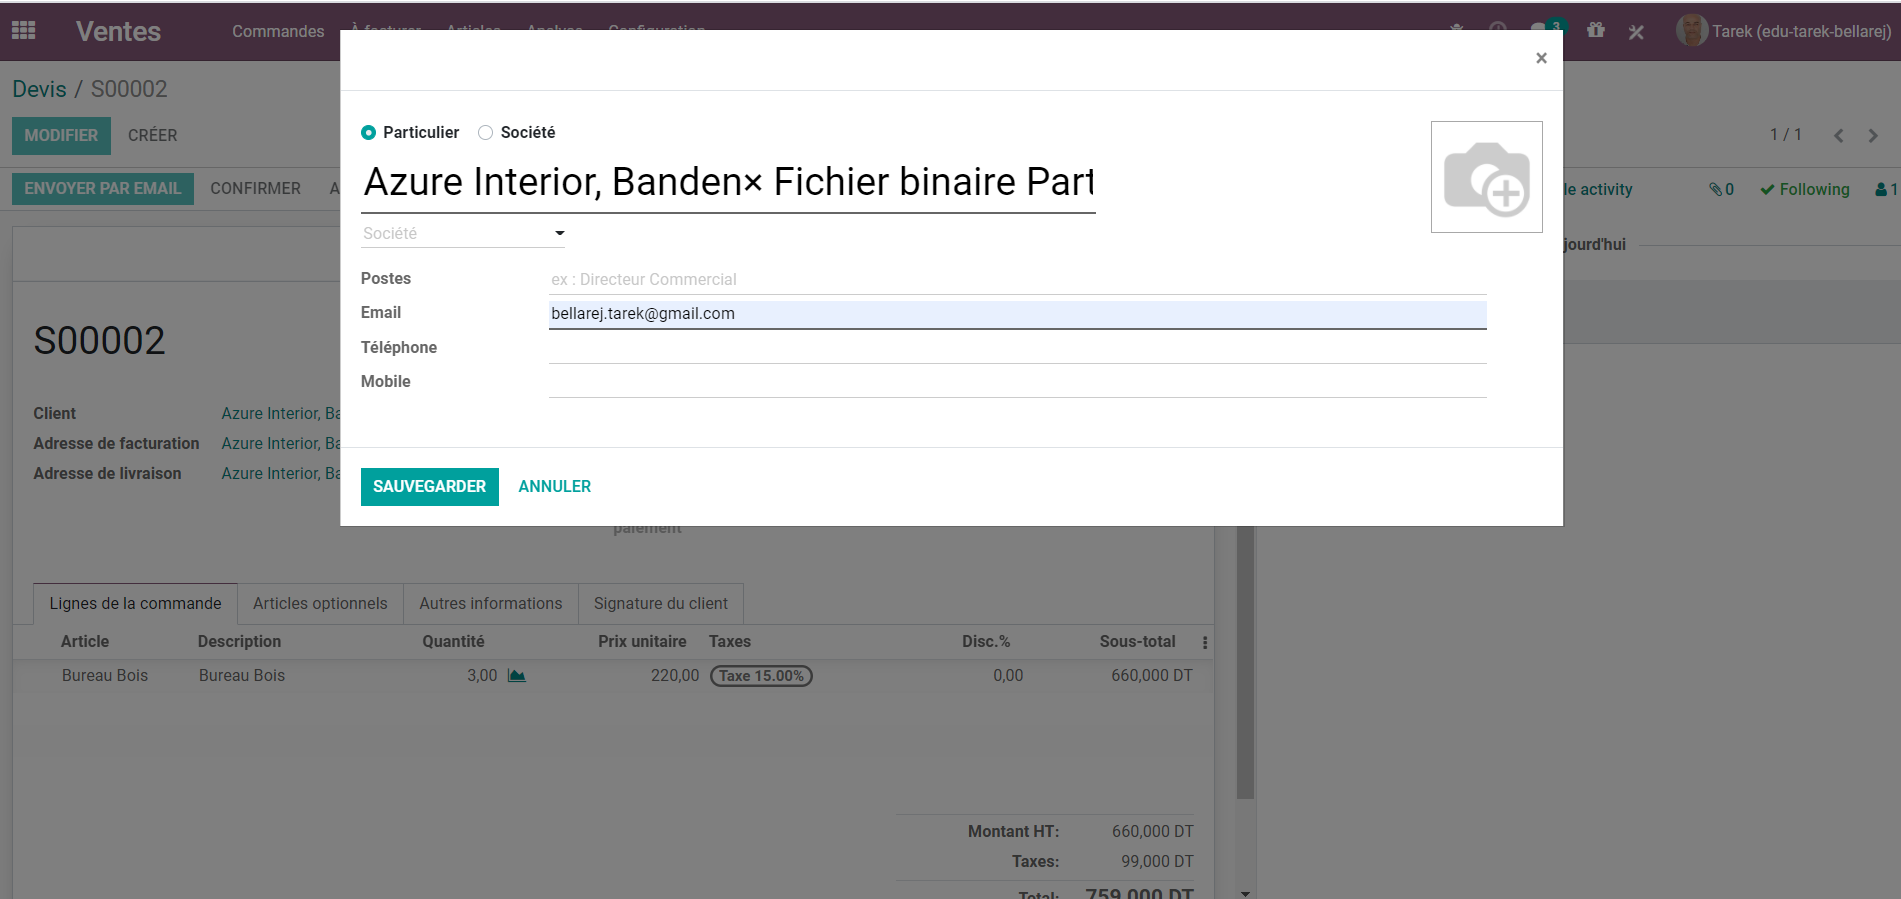 Ventes Commandes À facturer Articles Analyse Configuration 3 Tarek (edu-tarek-bellarej)
×
Devis / S00002
MODIFIER CRÉER 1 / 1
ENVOYER PAR EMAIL CONFIRMER A le activity 0 Following 1
Particulier Société
Azure Interior, Banden× Fichier binaire Part
Société
jourd'hui
Postes ex : Directeur Commercial
Email bellarej.tarek@gmail.com
Téléphone
Mobile
SAUVEGARDER ANNULER
S00002
Client Azure Interior, Ba
Adresse de facturation Azure Interior, Ba
Adresse de livraison Azure Interior, Ba
paiement
Lignes de la commande Articles optionnels Autres informations Signature du client
Article Description Quantité Prix unitaire Taxes Disc.% Sous-total
Bureau Bois Bureau Bois 3,00 220,00 Taxe 15.00% 0,00 660,000 DT
Montant HT: 660,000 DT
Taxes: 99,000 DT
Total: 759,000 DT